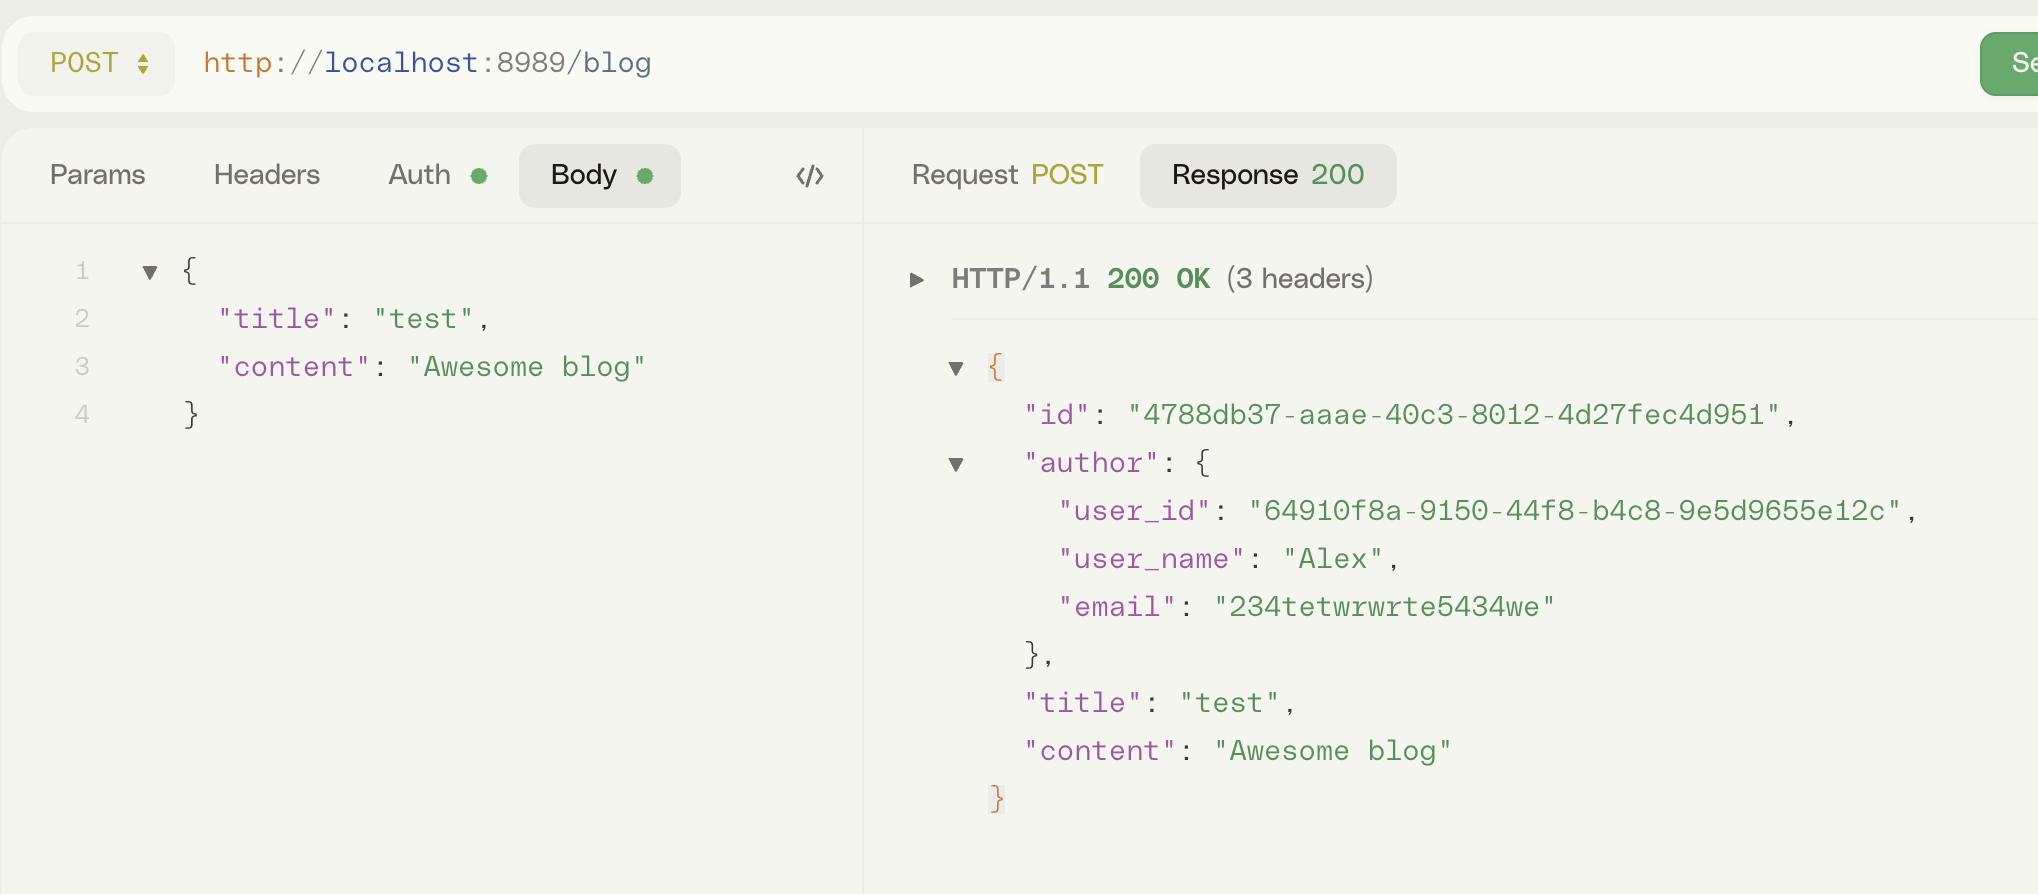 POST http://localhost:8989/blog
Params Headers Auth Body </>
Request POST Response 200
1 {
2 "title": "test",
3 "content": "Awesome blog"
4 }
HTTP/1.1 200 OK (3 headers)
{
"id": "4788db37-aaae-40c3-8012-4d27fec4d951",
"author": {
"user_id": "64910f8a-9150-44f8-b4c8-9e5d9655e12c",
"user_name": "Alex",
"email": "234tetwrwrte5434we"
},
"title": "test",
"content": "Awesome blog"
}